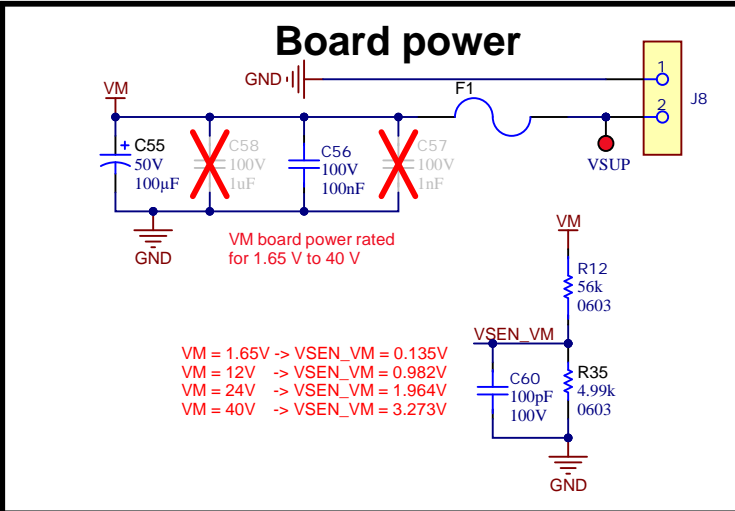 Board power
GND
1
F1
VM
J8
2
+ C55
50V
100µF
C58
100V
1uF
C56
100V
100nF
C57
100V
1nF
VSUP
GND
VM board power rated
for 1.65 V to 40 V
VM
R12
56k
0603
VSEN_VM
VM = 1.65V -> VSEN_VM = 0.135V
VM = 12V -> VSEN_VM = 0.982V
VM = 24V -> VSEN_VM = 1.964V
VM = 40V -> VSEN_VM = 3.273V
C60
100pF
100V
R35
4.99k
0603
GND